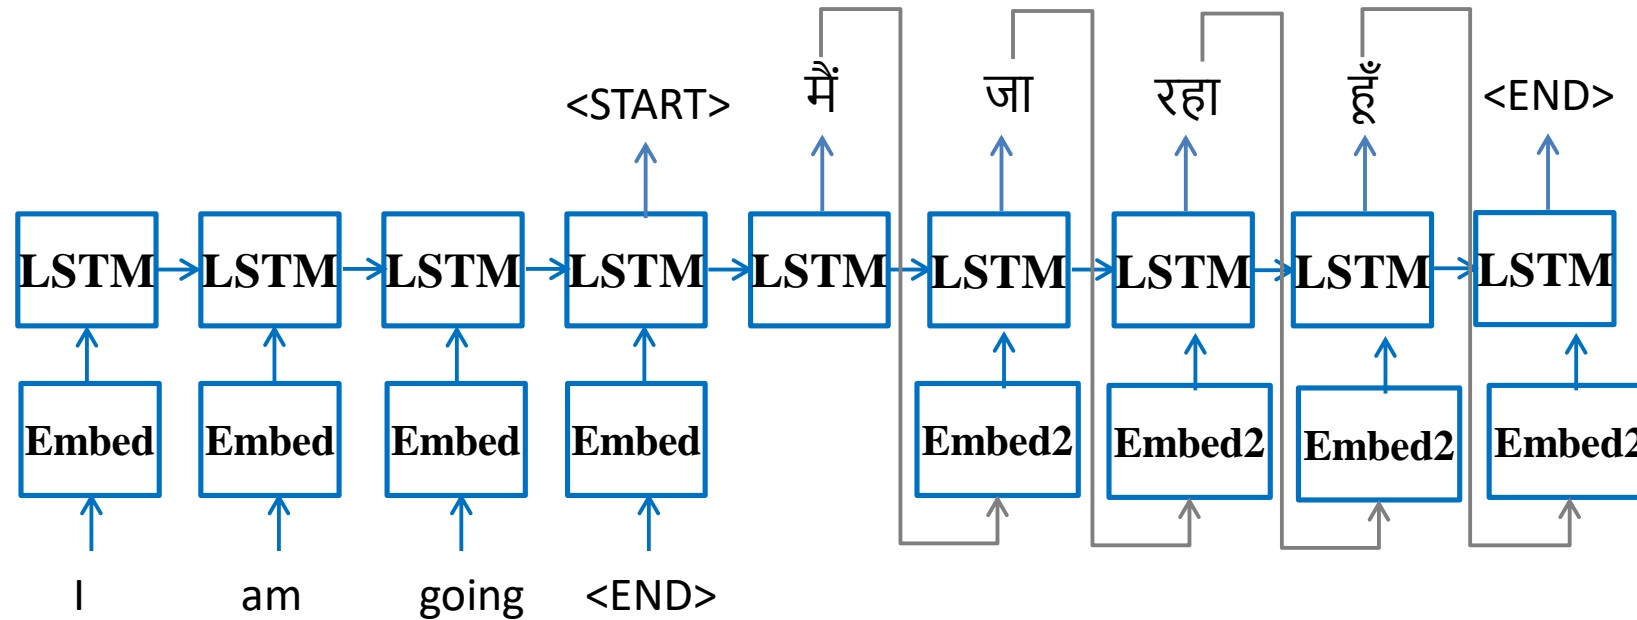 <START> मैं जा रहा हूँ <END>
LSTM LSTM LSTM LSTM LSTM LSTM LSTM LSTM LSTM
Embed Embed Embed Embed Embed2 Embed2 Embed2 Embed2
I am going <END>